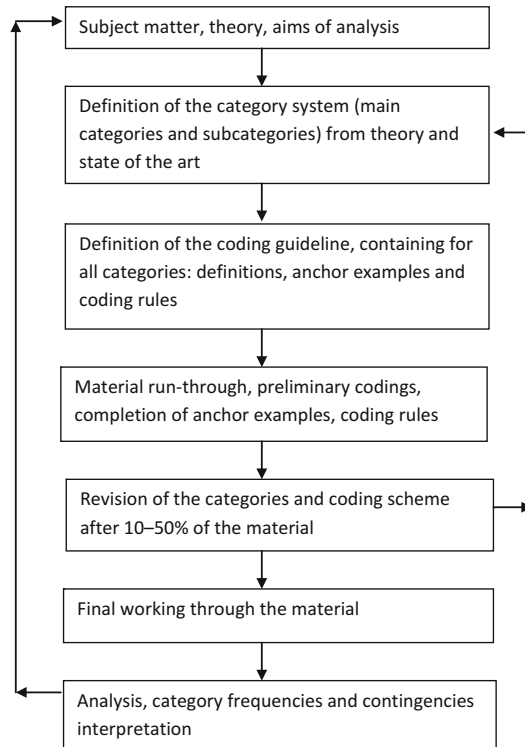 Subject matter, theory, aims of analysis
Definition of the category system (main
categories and subcategories) from theory and
state of the art
Definition of the coding guideline, containing for
all categories: definitions, anchor examples and
coding rules
Material run-through, preliminary codings,
completion of anchor examples, coding rules
Revision of the categories and coding scheme
after 10–50% of the material
Final working through the material
Analysis, category frequencies and contingencies
interpretation